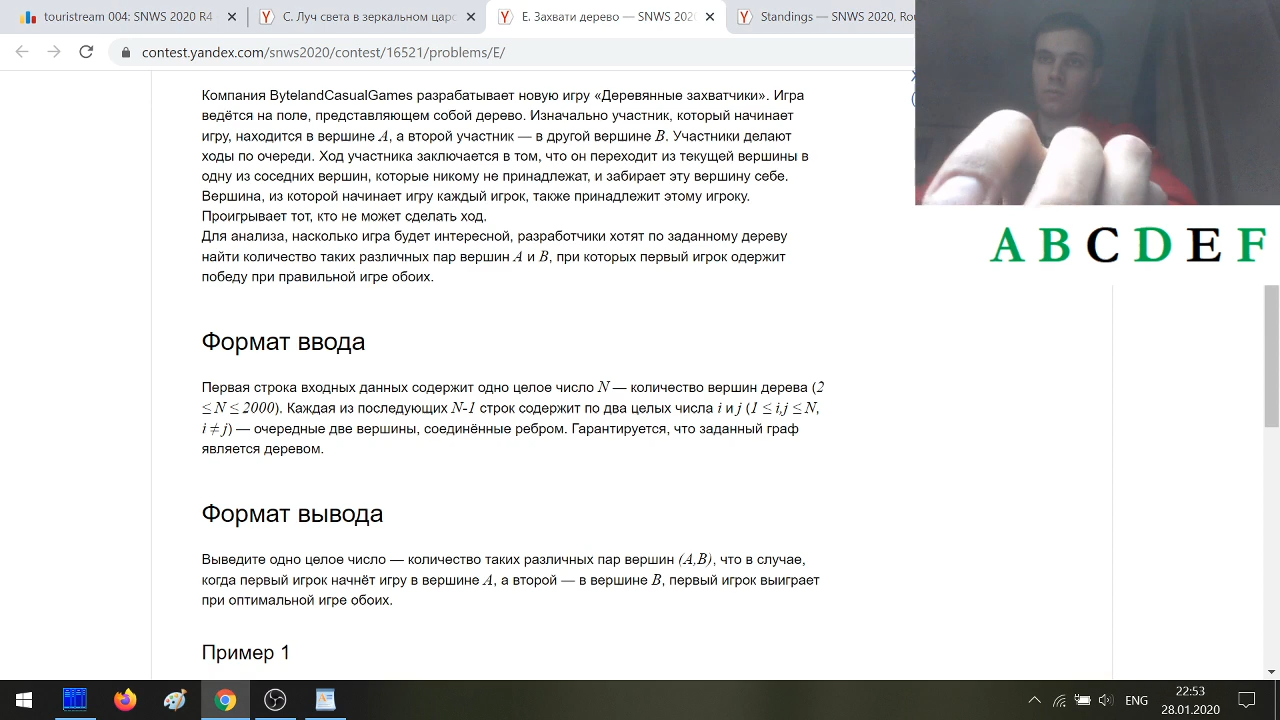 touristream 004: SNWS 2020 R4
С. Луч света в зеркальном царс
Е. Захвати дерево — SNWS 202
Standings — SNWS 2020, Rou
contest.yandex.com/snws2020/contest/16521/problems/E/
Компания BytelandCasualGames разрабатывает новую игру «Деревянные захватчики». Игра
ведётся на поле, представляющем собой дерево. Изначально участник, который начинает
игру, находится в вершине A, а второй участник — в другой вершине B. Участники делают
ходы по очереди. Ход участника заключается в том, что он переходит из текущей вершины в
одну из соседних вершин, которые никому не принадлежат, и забирает эту вершину себе.
Вершина, из которой начинает игру каждый игрок, также принадлежит этому игроку.
Проигрывает тот, кто не может сделать ход.
Для анализа, насколько игра будет интересной, разработчики хотят по заданному дереву
найти количество таких различных пар вершин A и B, при которых первый игрок одержит
победу при правильной игре обоих.
A B C D E F
Формат ввода
Первая строка входных данных содержит одно целое число N — количество вершин дерева (2
≤ N ≤ 2000). Каждая из последующих N-1 строк содержит по два целых числа i и j (1 ≤ i,j ≤ N,
i ≠ j) — очередные две вершины, соединённые ребром. Гарантируется, что заданный граф
является деревом.
Формат вывода
Выведите одно целое число — количество таких различных пар вершин (A,B), что в случае,
когда первый игрок начнёт игру в вершине A, а второй — в вершине B, первый игрок выиграет
при оптимальной игре обоих.
Пример 1
ENG
22:53
28.01.2020